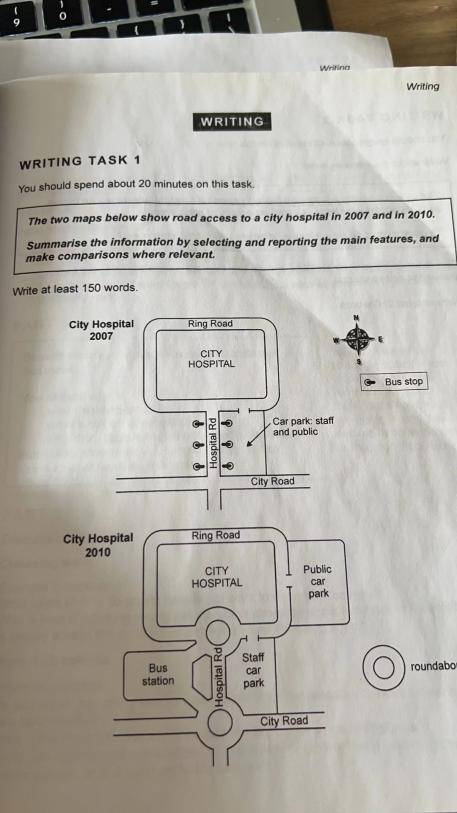 (
9
)
0
-
Writing
Writing
WRITING
WRITING TASK 1
You should spend about 20 minutes on this task.
The two maps below show road access to a city hospital in 2007 and in 2010.
Summarise the information by selecting and reporting the main features, and
make comparisons where relevant.
Write at least 150 words.
City Hospital
2007
Ring Road
CITY
HOSPITAL
N
W
E
S
Bus stop
Hospital Rd
Car park: staff
and public
City Road
City Hospital
2010
Ring Road
CITY
HOSPITAL
Public
car
park
Bus
station
Hospital Rd
Staff
car
park
roundabou
City Road